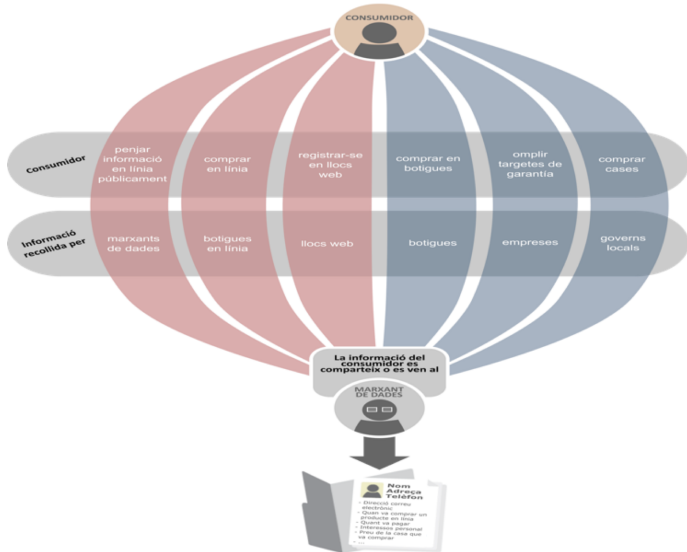 CONSUMIDOR
Consumidor
penjar
informació
en línia
públicament
comprar
en línia
registrar-se
en llocs
web
comprar en
botigues
omplir
targetes de
garantía
comprar
cases
Informació
recollida per
marxants
de dades
botigues
en línia
llocs web
botigues
empreses
governs
locals
La informació del
consumidor es
comparteix o es ven al
MARXANT
DE DADES
Nom
Adreça
Telèfon
- Direcció correu
electrònic
- Quan va comprar un
producte en línia
- Quant va pagar
- Interessos personal
- Preu de la casa que
va comprar
- ...